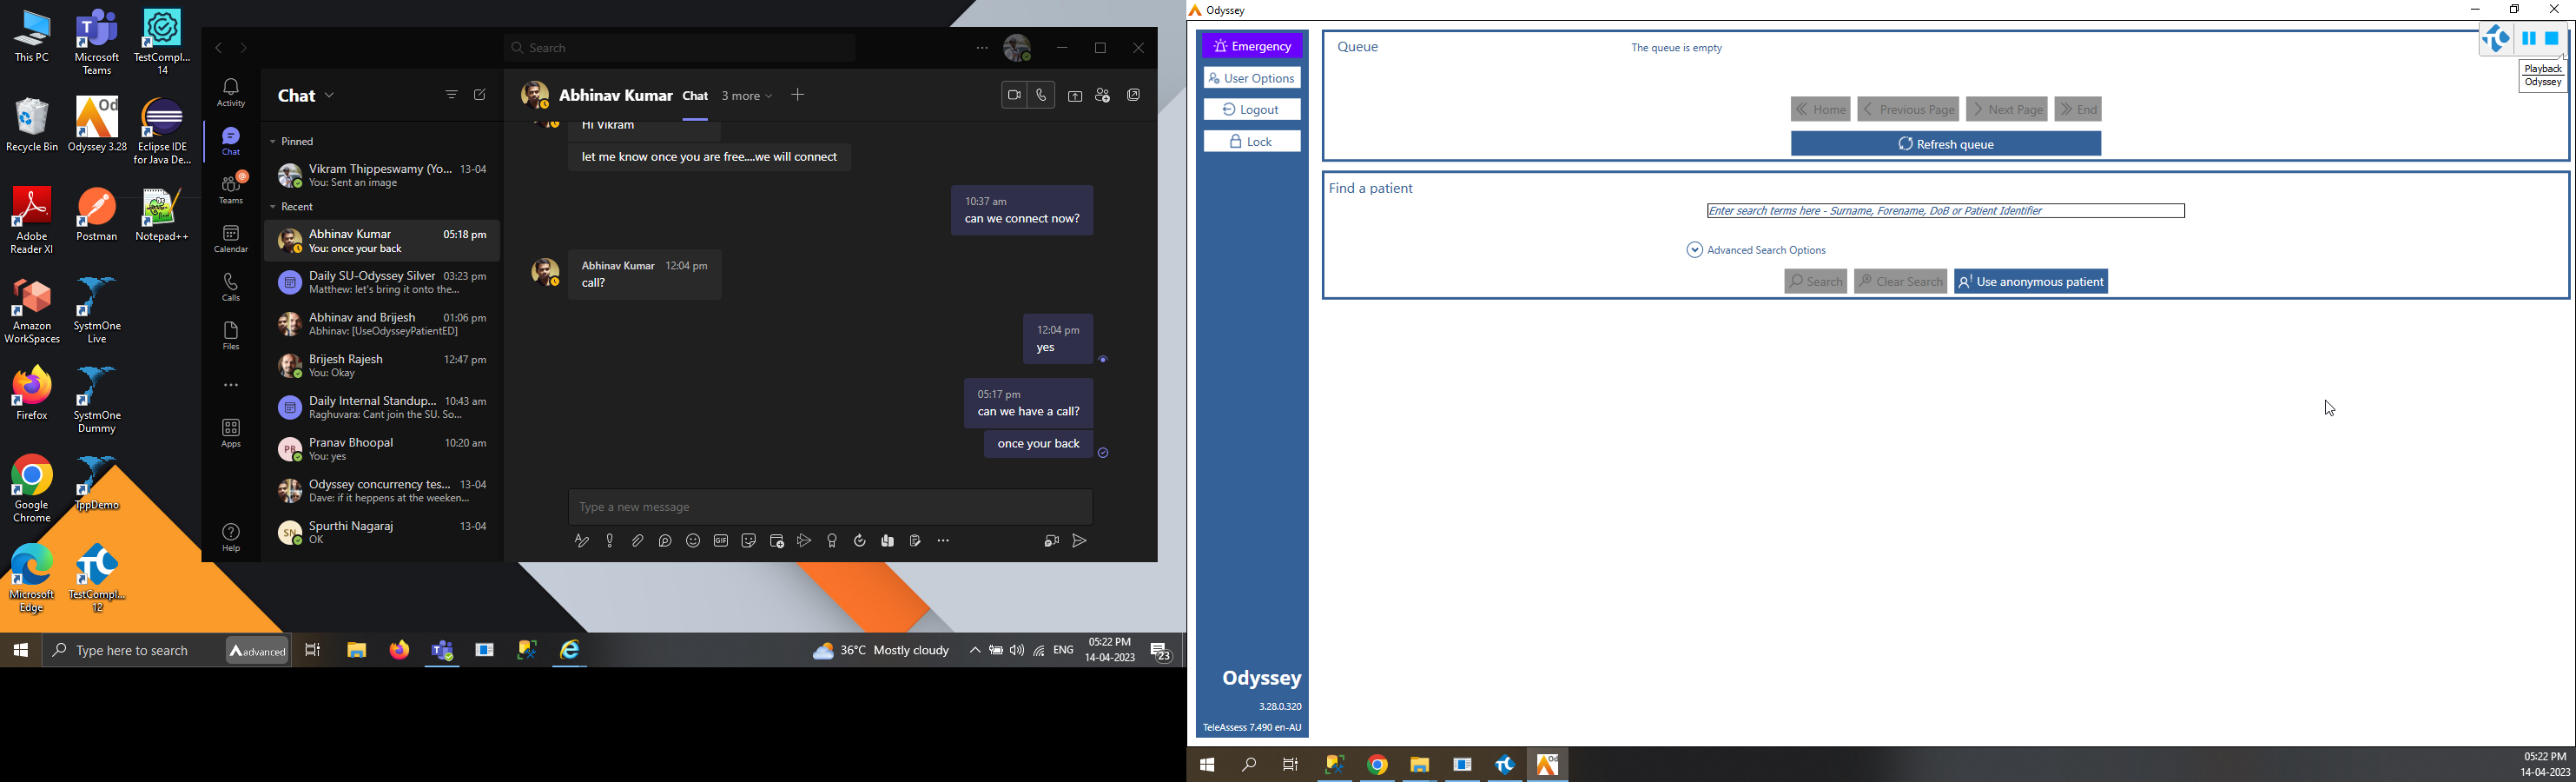 This PC
Microsoft
Teams
TestCompl...
14
Recycle Bin
Odyssey 3.28
Eclipse IDE
for Java De...
Adobe
Reader XI
Postman
Notepad++
Amazon
WorkSpaces
SystmOne
Live
Firefox
SystmOne
Dummy
Google
Chrome
TppDemo
Microsoft
Edge
TestCompl...
12
Search
Activity
Chat
Teams
Calendar
Calls
Files
Apps
Help
Chat
Pinned
Vikram Thippeswamy (Yo... 13-04
You: Sent an image
Recent
Abhinav Kumar 05:18 pm
You: once your back
Daily SU-Odyssey Silver 03:23 pm
Matthew: let's bring it onto the...
Abhinav and Brijesh 01:06 pm
Abhinav: [UseOdysseyPatientED]
Brijesh Rajesh 12:47 pm
You: Okay
Daily Internal Standup... 10:43 am
Raghuvara: Cant join the SU. So...
PB
Pranav Bhoopal 10:20 am
You: yes
Odyssey concurrency tes... 13-04
Dave: if it heppens at the weeken...
SN
Spurthi Nagaraj 13-04
OK
Abhinav Kumar Chat 3 more
Hi Vikram
let me know once you are free....we will connect
10:37 am
can we connect now?
Abhinav Kumar 12:04 pm
call?
12:04 pm
yes
05:17 pm
can we have a call?
once your back
Type a new message
GIF
Type here to search
advanced
36°C Mostly cloudy
ENG
05:22 PM
14-04-2023
23
Odyssey
Emergency
User Options
Logout
Lock
Queue
The queue is empty
Home
Previous Page
Next Page
End
Refresh queue
Playback
Odyssey
Find a patient
Enter search terms here - Surname, Forename, DoB or Patient Identifier
Advanced Search Options
Search
Clear Search
Use anonymous patient
Odyssey
3.28.0.320
TeleAssess 7.490 en-AU
05:22 PM
14-04-2023